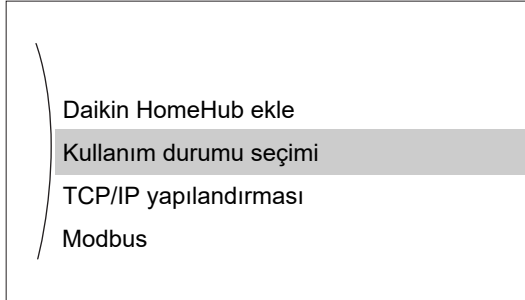 Daikin HomeHub ekle
Kullanım durumu seçimi
TCP/IP yapılandırması
Modbus